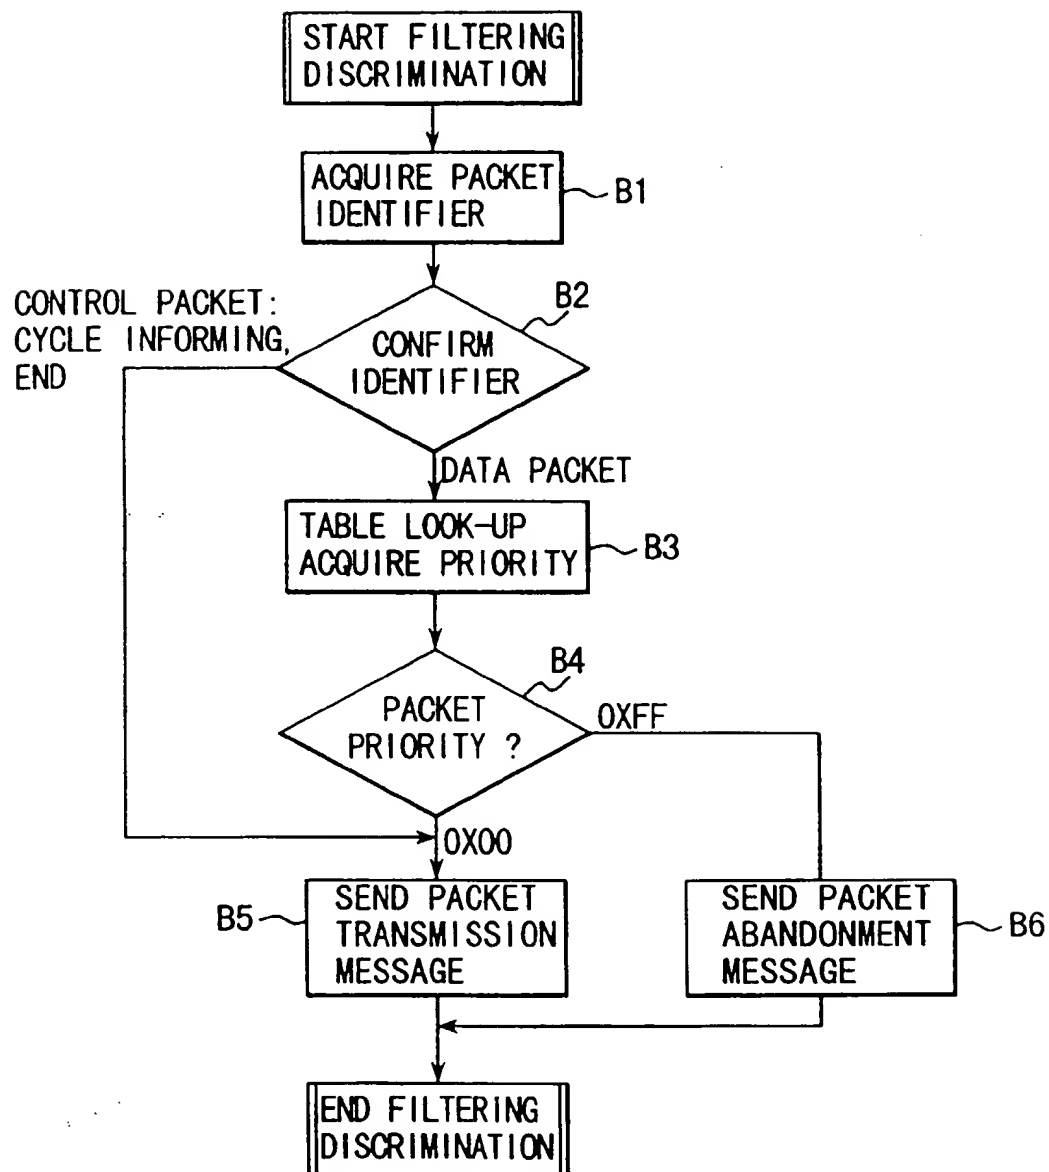 START FILTERING
DISCRIMINATION
ACQUIRE PACKET
IDENTIFIER
B1
CONTROL PACKET:
CYCLE INFORMING,
END
B2
CONFIRM
IDENTIFIER
DATA PACKET
TABLE LOOK-UP
ACQUIRE PRIORITY
B3
B4
PACKET
PRIORITY ?
0XFF
0X00
B5
SEND PACKET
TRANSMISSION
MESSAGE
SEND PACKET
ABANDONMENT
MESSAGE
B6
END FILTERING
DISCRIMINATION